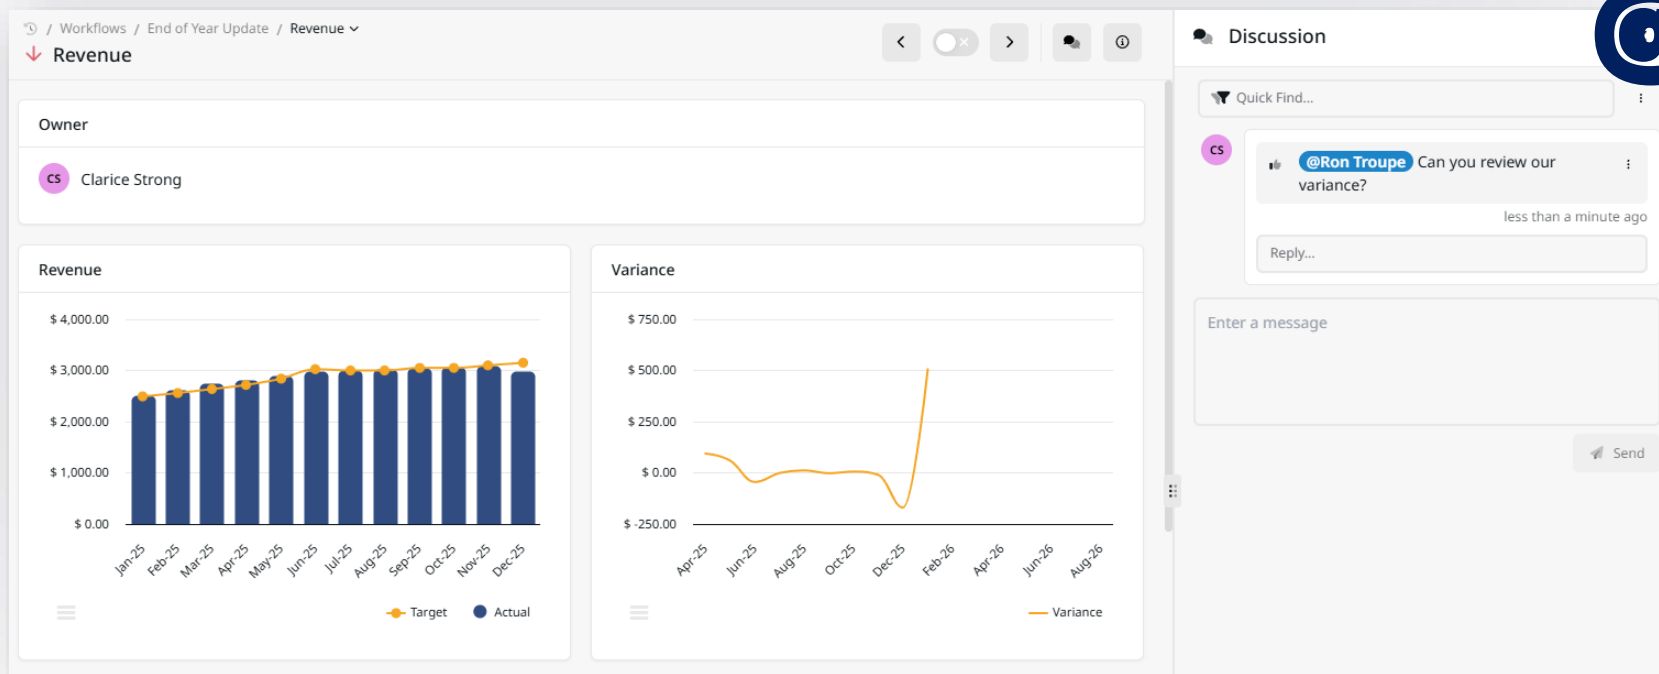 / Workflows / End of Year Update / Revenue
Revenue
Owner
CS Clarice Strong
Revenue
$ 4,000.00
$ 3,000.00
$ 2,000.00
$ 1,000.00
$ 0.00
Jan-25 Feb-25 Mar-25 Apr-25 May-25 Jun-25 Jul-25 Aug-25 Sep-25 Oct-25 Nov-25 Dec-25
Target Actual
Variance
$ 750.00
$ 500.00
$ 250.00
$ 0.00
$ -250.00
Apr-25 Jun-25 Aug-25 Oct-25 Dec-25 Feb-26 Apr-26 Jun-26 Aug-26
Variance
Discussion
Quick Find...
CS
@Ron Troupe Can you review our
variance?
less than a minute ago
Reply...
Enter a message
Send